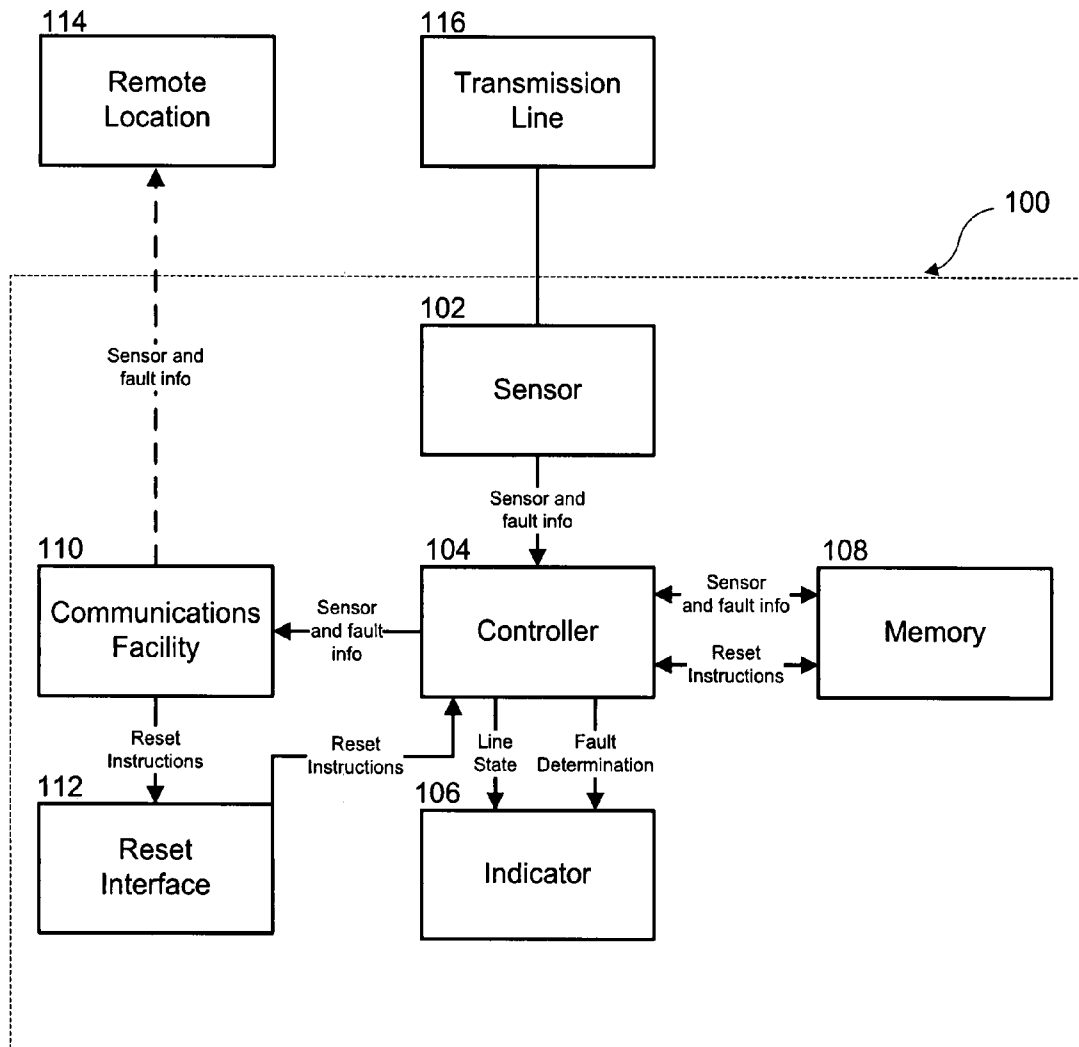 114
Remote
Location
116
Transmission
Line
100
102
Sensor
Sensor and
fault info
Sensor and
fault info
110
Communications
Facility
Sensor
and fault
info
104
Controller
Sensor
and fault info
Reset
Instructions
108
Memory
Reset
Instructions
Reset
Instructions
Line
State
Fault
Determination
112
Reset
Interface
106
Indicator